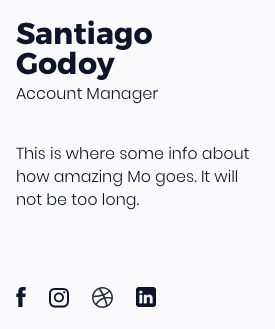 Santiago
Godoy
Account Manager
This is where some info about
how amazing Mo goes. It will
not be too long.